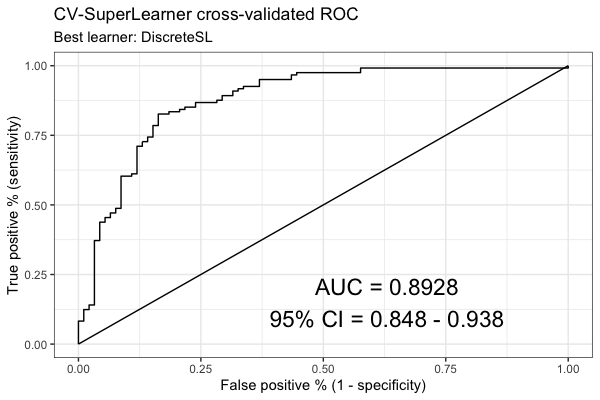 CV-SuperLearner cross-validated ROC
Best learner: DiscreteSL
1.00
0.75
0.50
0.25
0.00
True positive % (sensitivity)
AUC = 0.8928
95% CI = 0.848 - 0.938
0.00 0.25 0.50 0.75 1.00
False positive % (1 - specificity)